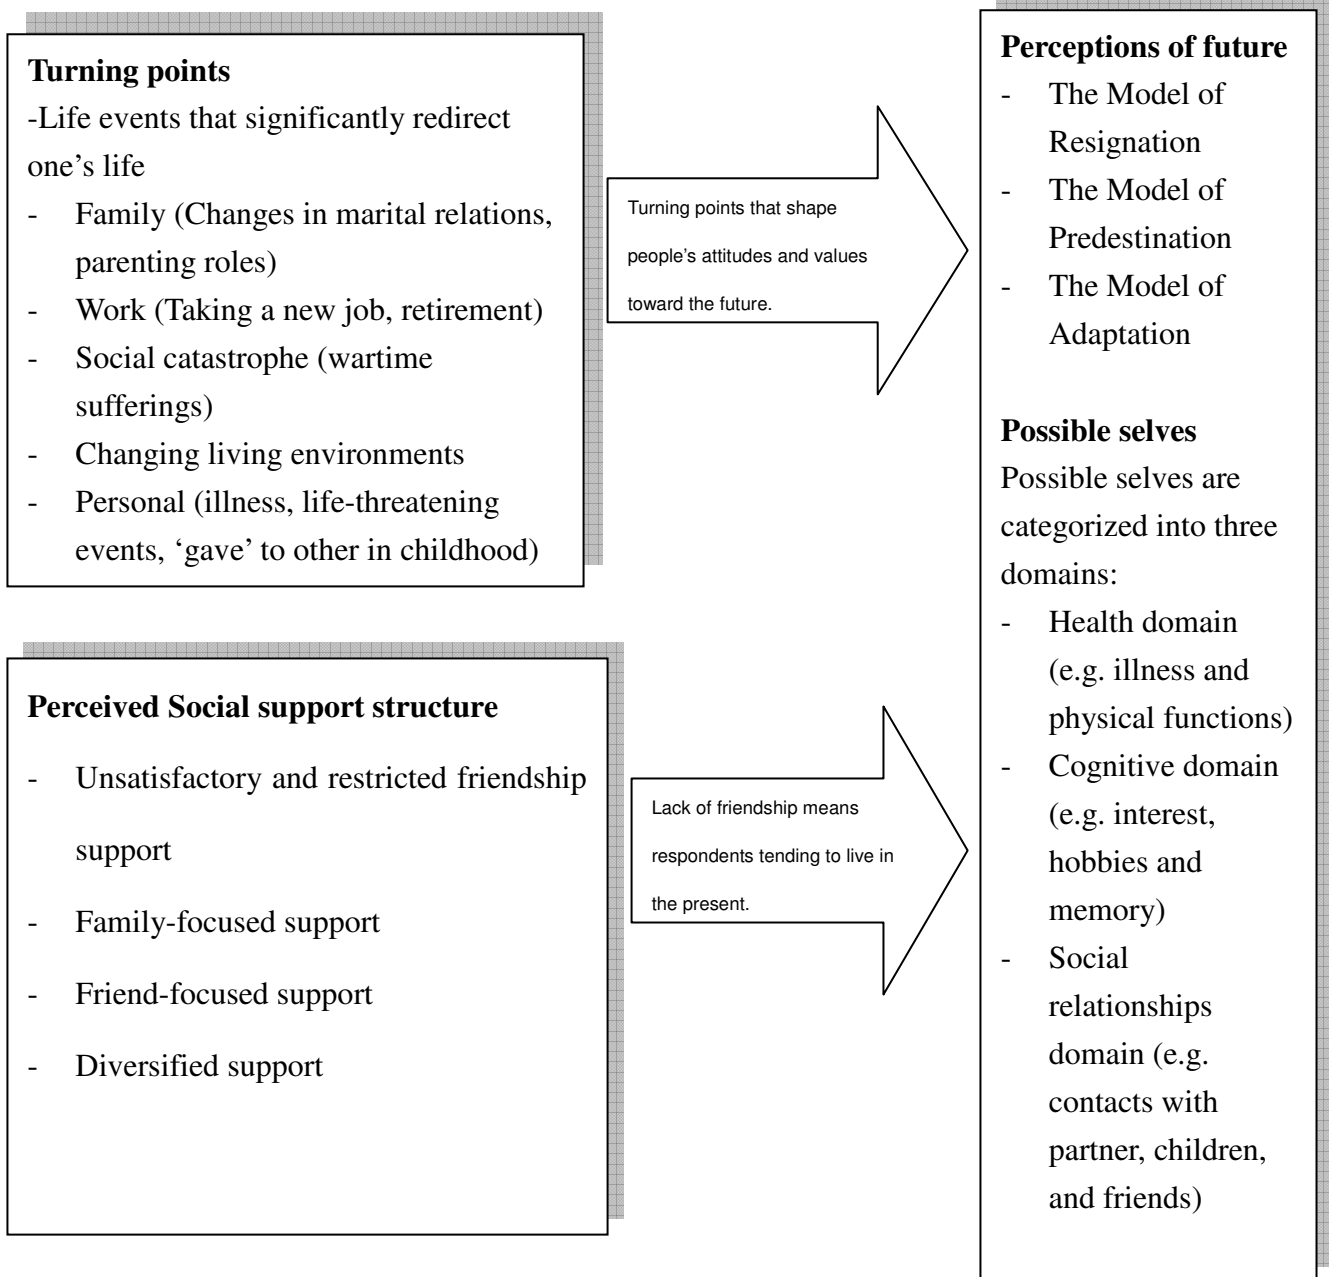 Turning points
-Life events that significantly redirect
one’s life
- Family (Changes in marital relations,
parenting roles)
- Work (Taking a new job, retirement)
- Social catastrophe (wartime
sufferings)
- Changing living environments
- Personal (illness, life-threatening
events, ‘gave’ to other in childhood)
Turning points that shape
people’s attitudes and values
toward the future.
Perceived Social support structure
- Unsatisfactory and restricted friendship
support
- Family-focused support
- Friend-focused support
- Diversified support
Lack of friendship means
respondents tending to live in
the present.
Perceptions of future
- The Model of
Resignation
- The Model of
Predestination
- The Model of
Adaptation
Possible selves
Possible selves are
categorized into three
domains:
- Health domain
(e.g. illness and
physical functions)
- Cognitive domain
(e.g. interest,
hobbies and
memory)
- Social
relationships
domain (e.g.
contacts with
partner, children,
and friends)